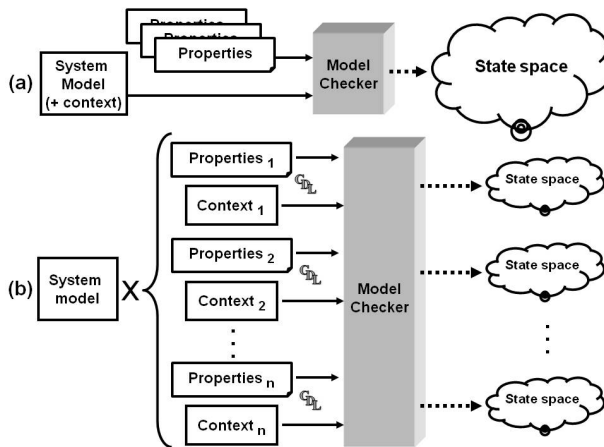 Properties
Properties
Properties
(a)
System
Model
(+ context)
Model
Checker
State space
Properties 1
CDL
Context 1
State space
Properties 2
CDL
Context 2
State space
(b)
System
model
X
Model
Checker
Properties n
CDL
Context n
State space